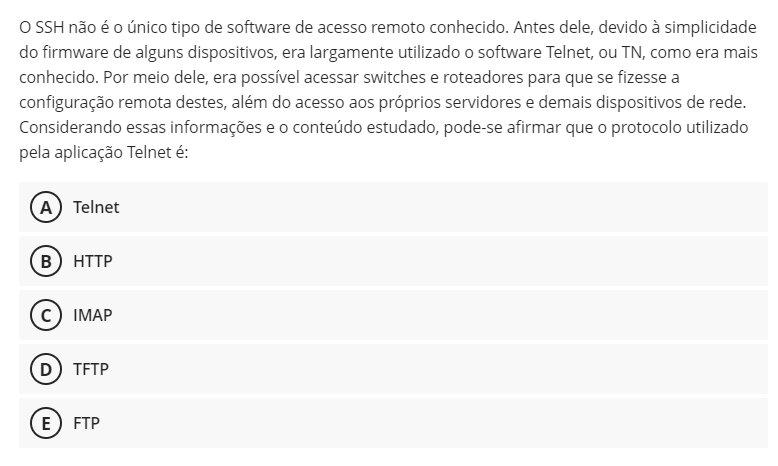 O SSH não é o único tipo de software de acesso remoto conhecido. Antes dele, devido à simplicidade
do firmware de alguns dispositivos, era largamente utilizado o software Telnet, ou TN, como era mais
conhecido. Por meio dele, era possível acessar switches e roteadores para que se fizesse a
configuração remota destes, além do acesso aos próprios servidores e demais dispositivos de rede.
Considerando essas informações e o conteúdo estudado, pode-se afirmar que o protocolo utilizado
pela aplicação Telnet é:
A Telnet
B HTTP
C IMAP
D TFTP
E FTP